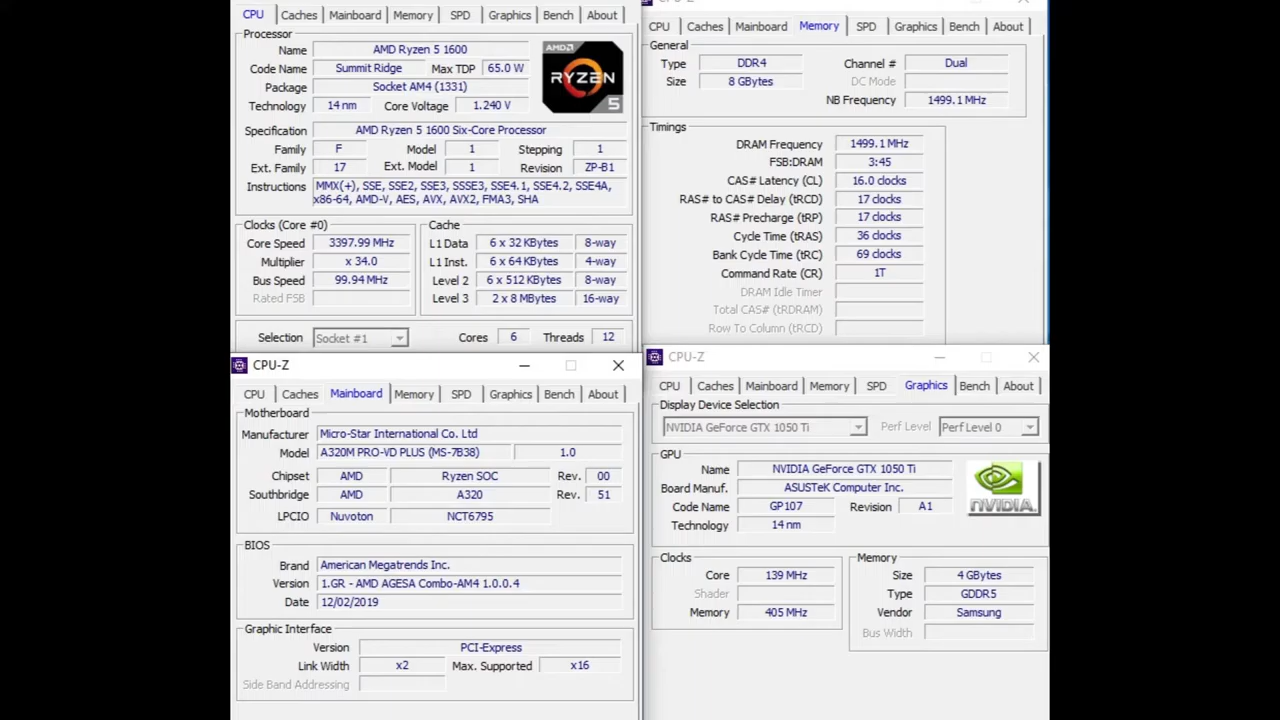 CPU Caches Mainboard Memory SPD Graphics Bench About
Processor
Name AMD Ryzen 5 1600
Code Name Summit Ridge Max TDP 65.0 W
Package Socket AM4 (1331)
Technology 14 nm Core Voltage 1.240 V
AMD
RYZEN
5
Specification AMD Ryzen 5 1600 Six-Core Processor
Family F Model 1 Stepping 1
Ext. Family 17 Ext. Model 1 Revision ZP-B1
Instructions MMX(+), SSE, SSE2, SSE3, SSSE3, SSE4.1, SSE4.2, SSE4A,
x86-64, AMD-V, AES, AVX, AVX2, FMA3, SHA
Clocks (Core #0)
Core Speed 3397.99 MHz
Multiplier x 34.0
Bus Speed 99.94 MHz
Rated FSB
Cache
L1 Data 6 x 32 KBytes 8-way
L1 Inst. 6 x 64 KBytes 4-way
Level 2 6 x 512 KBytes 8-way
Level 3 2 x 8 MBytes 16-way
Selection Socket #1 Cores 6 Threads 12
CPU Caches Mainboard Memory SPD Graphics Bench About
General
Type DDR4 Channel # Dual
Size 8 GBytes DC Mode
NB Frequency 1499.1 MHz
Timings
DRAM Frequency 1499.1 MHz
FSB:DRAM 3:45
CAS# Latency (CL) 16.0 clocks
RAS# to CAS# Delay (tRCD) 17 clocks
RAS# Precharge (tRP) 17 clocks
Cycle Time (tRAS) 36 clocks
Bank Cycle Time (tRC) 69 clocks
Command Rate (CR) 1T
DRAM Idle Timer
Total CAS# (tRDRAM)
Row To Column (tRCD)
CPU-Z
CPU Caches Mainboard Memory SPD Graphics Bench About
Motherboard
Manufacturer Micro-Star International Co. Ltd
Model A320M PRO-VD PLUS (MS-7B38) 1.0
Chipset AMD Ryzen SOC Rev. 00
Southbridge AMD A320 Rev. 51
LPCIO Nuvoton NCT6795
BIOS
Brand American Megatrends Inc.
Version 1.GR - AMD AGESA Combo-AM4 1.0.0.4
Date 12/02/2019
Graphic Interface
Version PCI-Express
Link Width x2 Max. Supported x16
Side Band Addressing
CPU-Z
CPU Caches Mainboard Memory SPD Graphics Bench About
Display Device Selection
NVIDIA GeForce GTX 1050 Ti Perf Level Perf Level 0
GPU
Name NVIDIA GeForce GTX 1050 Ti
Board Manuf. ASUSTeK Computer Inc.
Code Name GP107 Revision A1
Technology 14 nm
NVIDIA.
Clocks
Core 139 MHz
Shader
Memory 405 MHz
Memory
Size 4 GBytes
Type GDDR5
Vendor Samsung
Bus Width